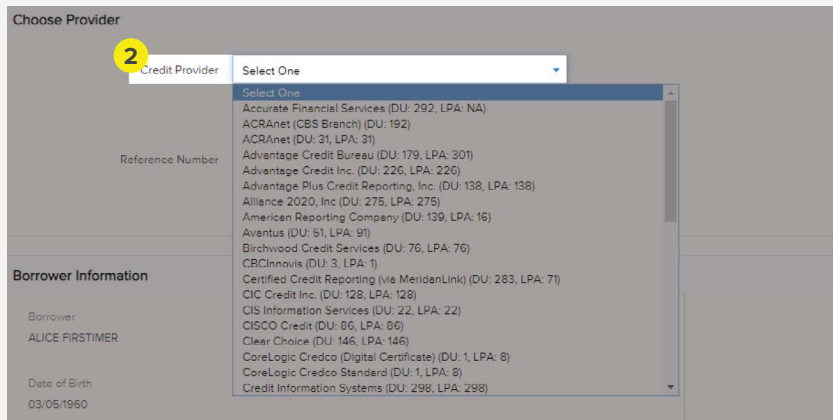 Choose Provider
2
Credit Provider
Select One
Select One
Accurate Financial Services (DU: 292, LPA: NA)
ACRAnet (CBS Branch) (DU: 192)
ACRAnet (DU: 31, LPA: 31)
Reference Number
Advantage Credit Bureau (DU: 179, LPA: 301)
Advantage Credit Inc. (DU: 226, LPA: 226)
Advantage Plus Credit Reporting, Inc. (DU: 138, LPA: 138)
Alliance 2020, Inc (DU: 275, LPA: 275)
American Reporting Company (DU: 139, LPA: 16)
Avantus (DU: 51, LPA: 91)
Birchwood Credit Services (DU: 76, LPA: 76)
CBCInnovis (DU: 3, LPA: 1)
Certified Credit Reporting (via MeridanLink) (DU: 283, LPA: 71)
CIC Credit Inc. (DU: 128, LPA: 128)
CIS Information Services (DU: 22, LPA: 22)
CISCO Credit (DU: 86, LPA: 86)
Clear Choice (DU: 146, LPA: 146)
CoreLogic Credco (Digital Certificate) (DU: 1, LPA: 8)
CoreLogic Credco Standard (DU: 1, LPA: 8)
Credit Information Systems (DU: 298, LPA: 298)
Borrower Information
Borrower
ALICE FIRSTIMER
Date of Birth
03/05/1960